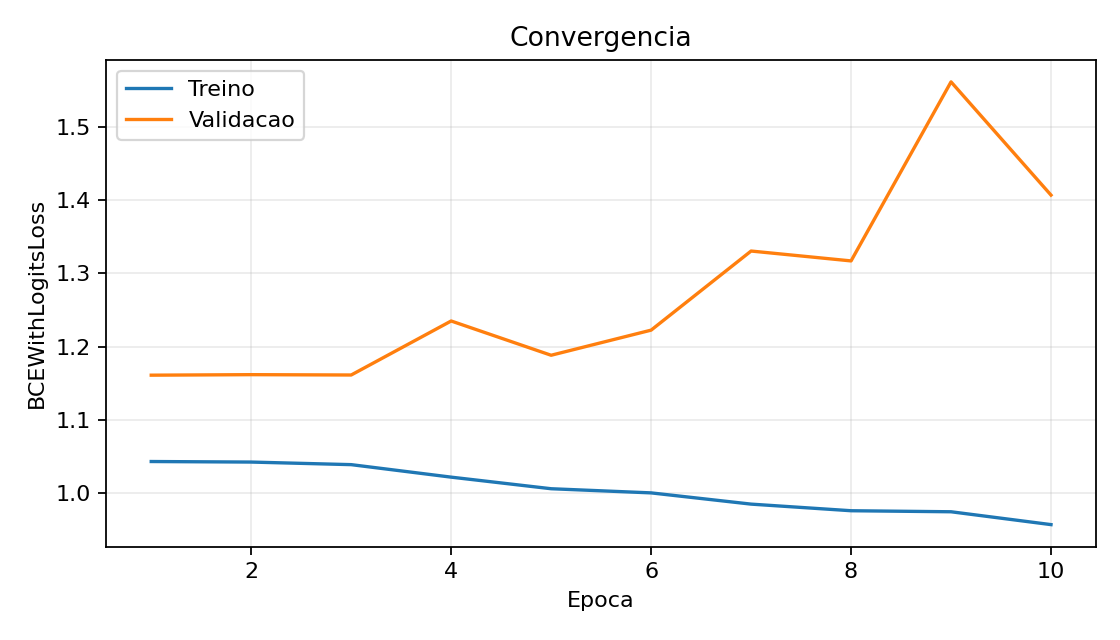 Convergencia
Treino
Validacao
BCEWithLogitsLoss
1.5
1.4
1.3
1.2
1.1
1.0
2 4 6 8 10
Epoca